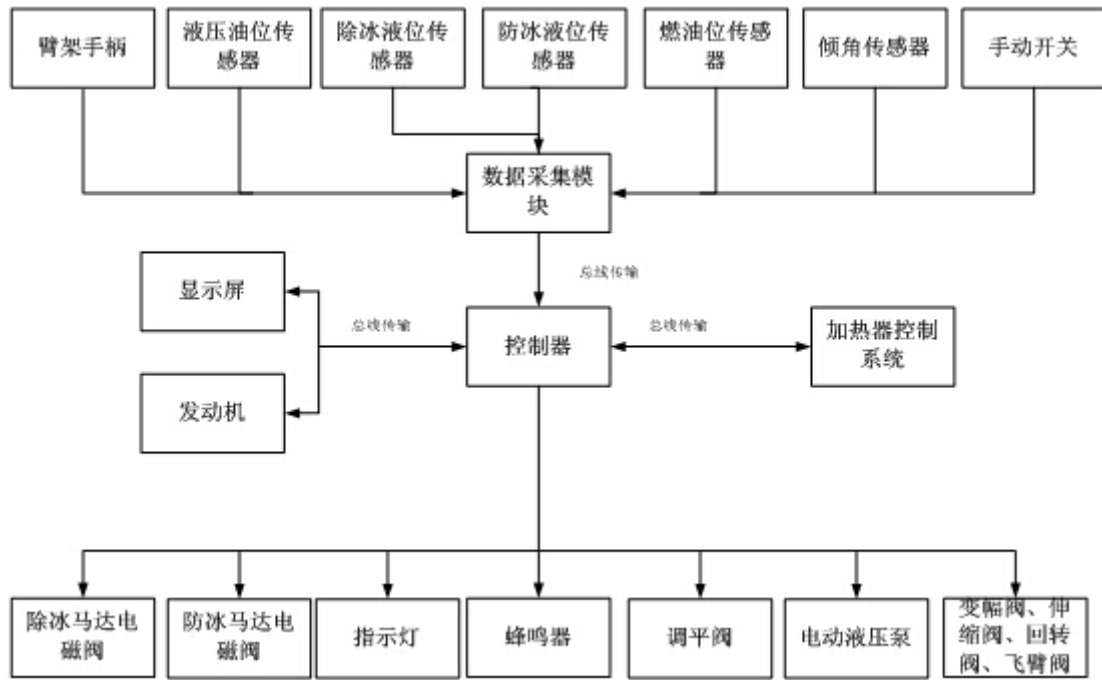 臂架手柄
液压油位传
感器
除冰液位传
感器
防冰液位传
感器
燃油位传感
器
倾角传感器
手动开关
数据采集模
块
总线传输
显示屏
总线传输
控制器
总线传输
加热器控制
系统
发动机
除冰马达电
磁阀
防冰马达电
磁阀
指示灯
蜂鸣器
调平阀
电动液压泵
变幅阀、伸
缩阀、回转
阀、飞臂阀